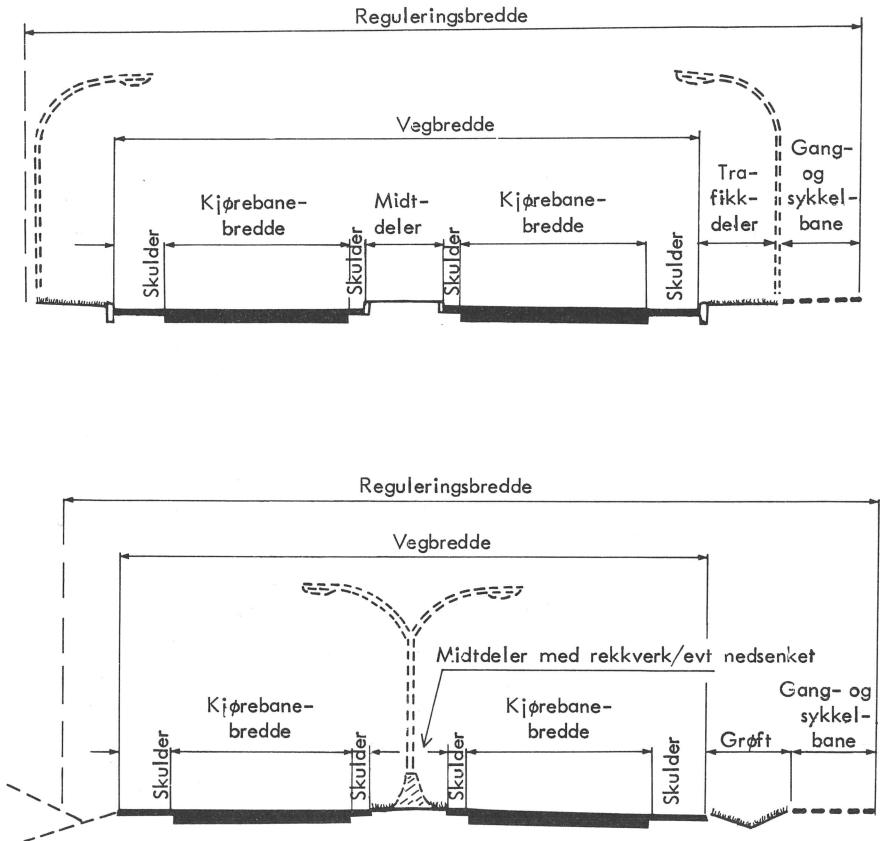 Reguleringsbredde
Vegbredde
Gang-
og
sykkel-
bane
Tra-
fikk-
deler
Kjørebane-
bredde
Midt-
deler
Kjørebane-
bredde
Skulder
Skulder
Skulder
Skulder
Reguleringsbredde
Vegbredde
Midtdeler med rekkverk/evt nedsenket
Gang- og
sykkel-
bane
Kjørebane-
bredde
Kjørebane-
bredde
Grøft
Skulder
Skulder
Skulder
Skulder